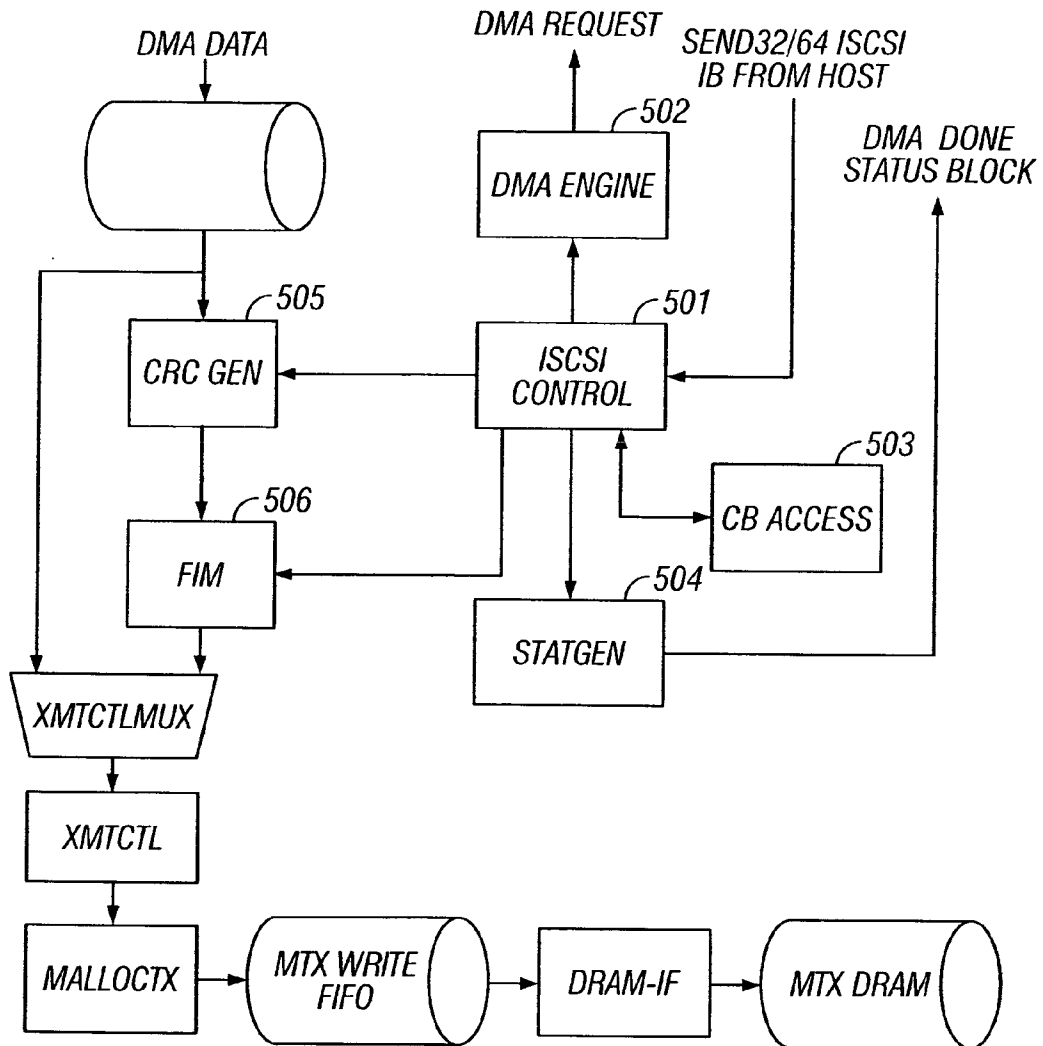 DMA DATA
DMA REQUEST
SEND32/64 ISCSI
IB FROM HOST
502
DMA ENGINE
DMA DONE
STATUS BLOCK
505
CRC GEN
501
ISCSI
CONTROL
503
CB ACCESS
506
FIM
504
STATGEN
XMTCTLMUX
XMTCTL
MALLOCTX
MTX WRITE
FIFO
DRAM-IF
MTX DRAM